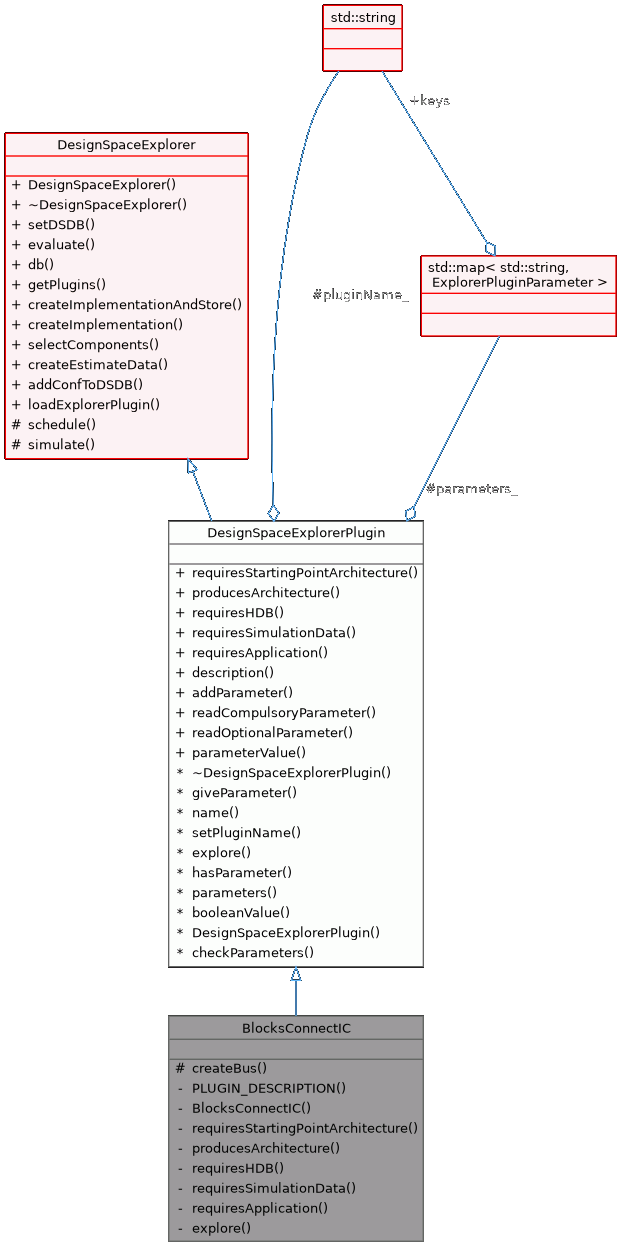 std::string
+keys
DesignSpaceExplorer
+ DesignSpaceExplorer()
+ ~DesignSpaceExplorer()
+ setDSDB()
+ evaluate()
+ db()
+ getPlugins()
+ createImplementationAndStore()
+ createImplementation()
+ selectComponents()
+ createEstimateData()
+ addConfToDSDB()
+ loadExplorerPlugin()
# schedule()
# simulate()
std::map< std::string,
ExplorerPluginParameter >
#pluginName_
#parameters_
DesignSpaceExplorerPlugin
+ requiresStartingPointArchitecture()
+ producesArchitecture()
+ requiresHDB()
+ requiresSimulationData()
+ requiresApplication()
+ description()
+ addParameter()
+ readCompulsoryParameter()
+ readOptionalParameter()
+ parameterValue()
* ~DesignSpaceExplorerPlugin()
* giveParameter()
* name()
* setPluginName()
* explore()
* hasParameter()
* parameters()
* booleanValue()
* DesignSpaceExplorerPlugin()
* checkParameters()
BlocksConnectIC
# createBus()
- PLUGIN_DESCRIPTION()
- BlocksConnectIC()
- requiresStartingPointArchitecture()
- producesArchitecture()
- requiresHDB()
- requiresSimulationData()
- requiresApplication()
- explore()